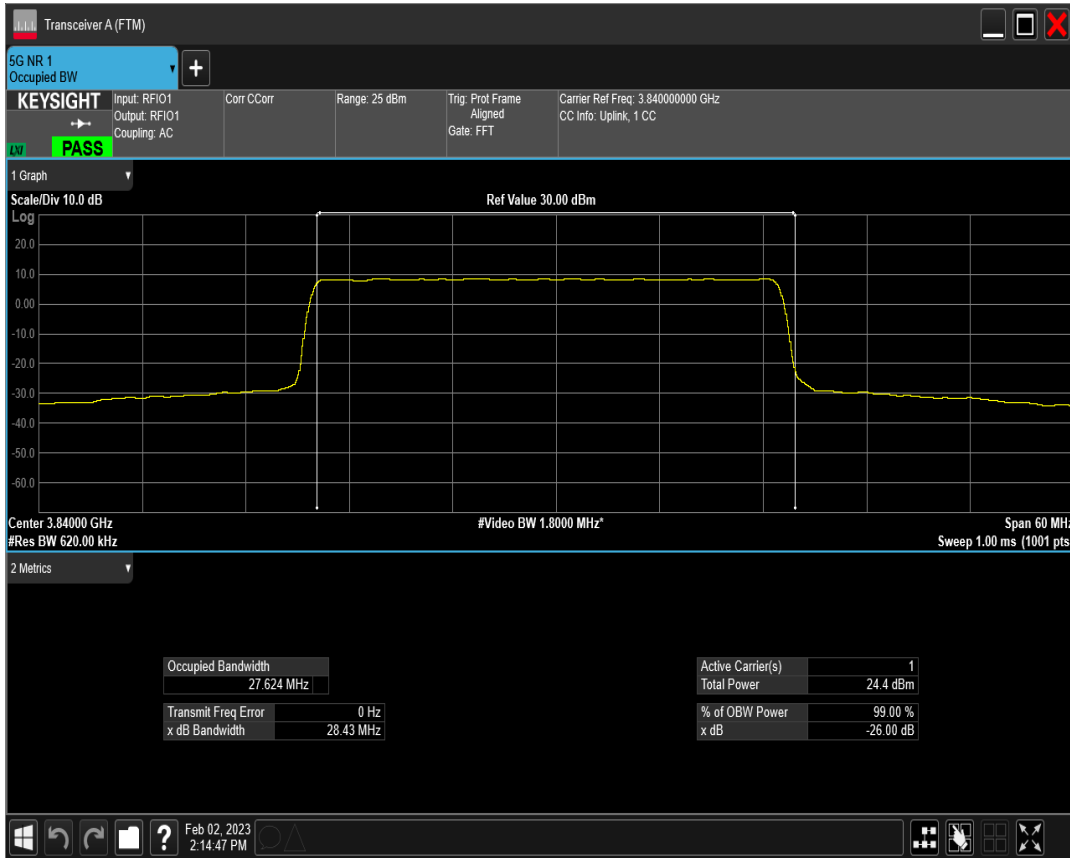 Transceiver A (FTM)
5G NR 1
Occupied BW
+
KEYSIGHT
Input: RFIO1
Output: RFIO1
Coupling: AC
Corr CCorr
Range: 25 dBm
Trig: Prot Frame
Aligned
Gate: FFT
Carrier Ref Freq: 3.840000000 GHz
CC Info: Uplink, 1 CC
LXI
PASS
1 Graph
Scale/Div 10.0 dB
Ref Value 30.00 dBm
Log
20.0
10.0
0.00
-10.0
-20.0
-30.0
-40.0
-50.0
-60.0
Center 3.84000 GHz
#Video BW 1.8000 MHz*
Span 60 MHz
#Res BW 620.00 kHz
Sweep 1.00 ms (1001 pts
2 Metrics
Occupied Bandwidth
27.624 MHz
Transmit Freq Error 0 Hz
x dB Bandwidth 28.43 MHz
Active Carrier(s) 1
Total Power 24.4 dBm
% of OBW Power 99.00 %
x dB -26.00 dB
?
Feb 02, 2023
2:14:47 PM